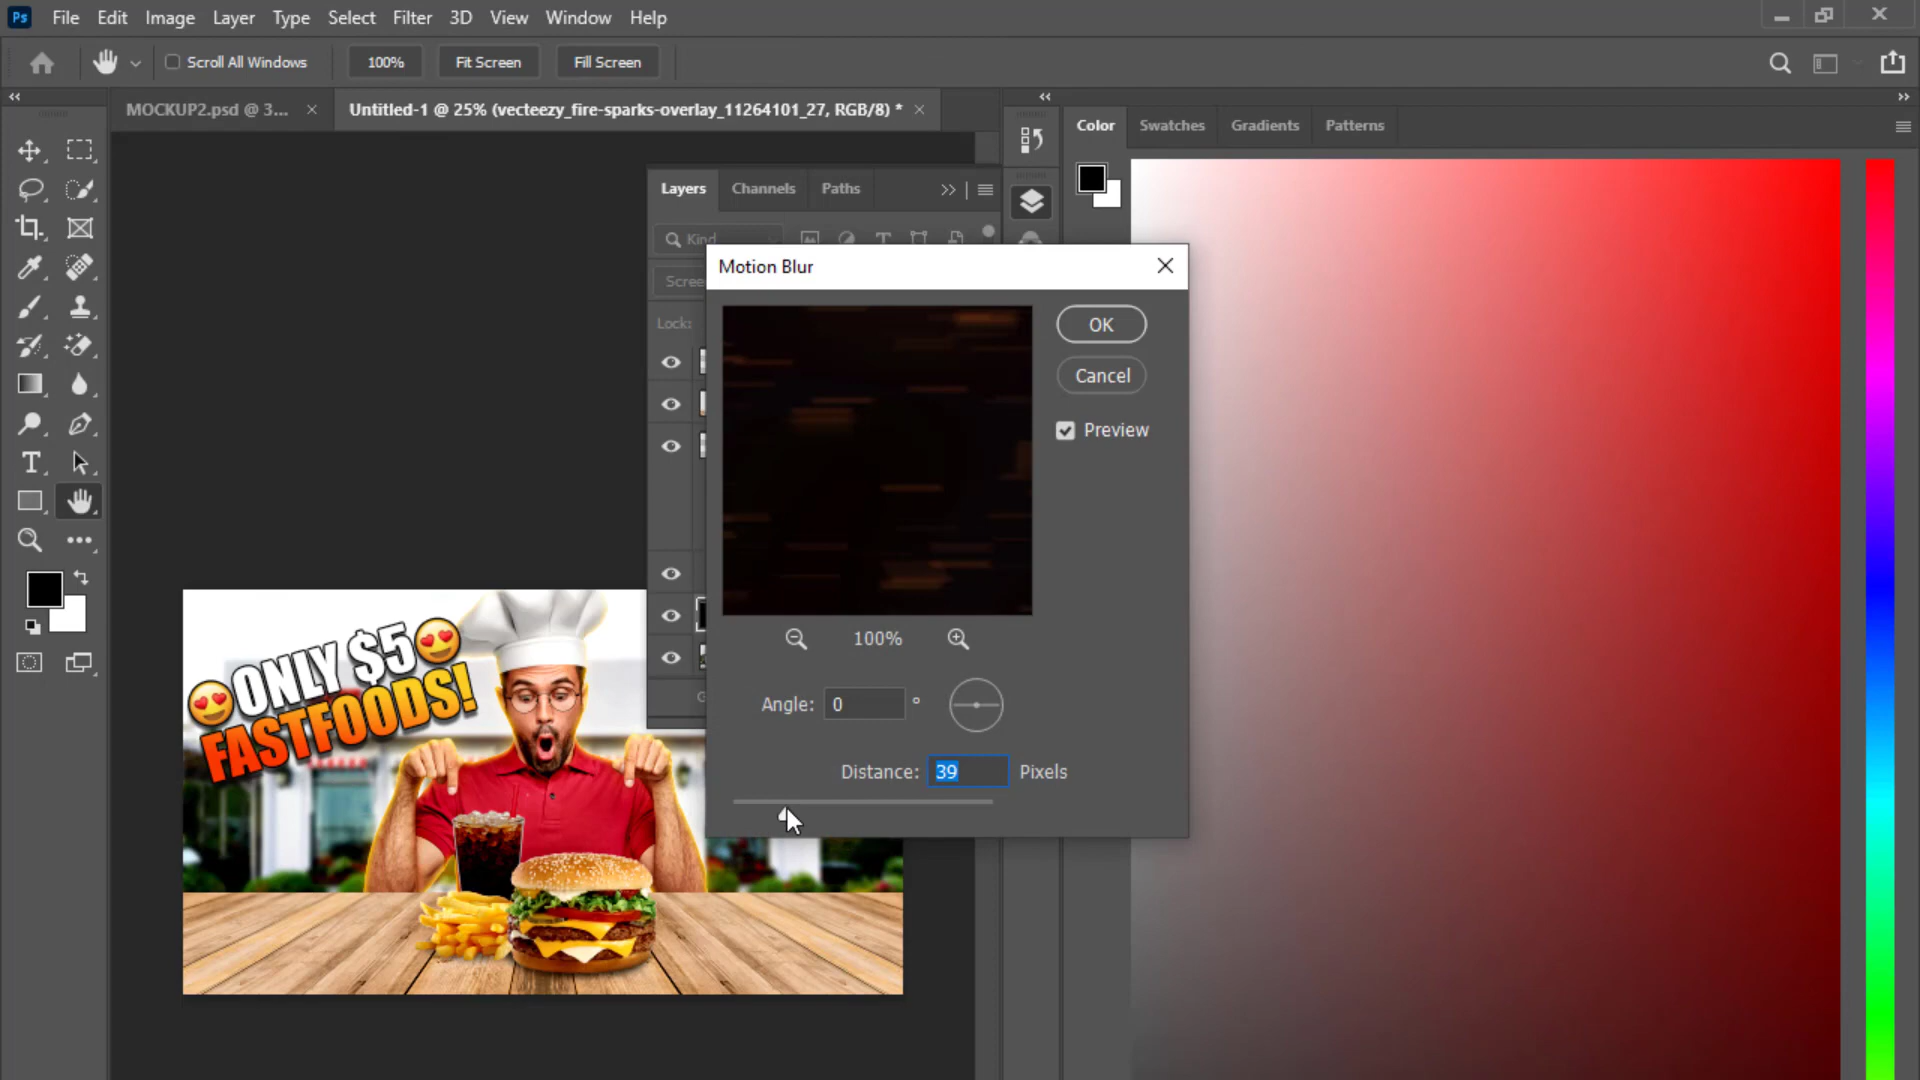 Ps File Edit Image Layer Type Select Filter 3D View Window Help
Scroll All Windows 100% Fit Screen Fill Screen
MOCKUP2.psd @ 3... × Untitled-1 @ 25% (vecteezy_fire-sparks-overlay_11264101_27, RGB/8) * ×
Color Swatches Gradients Patterns
Layers Channels Paths
Kind
Scree
Lock:
Motion Blur
OK
Cancel
Preview
100%
Angle: 0 °
Distance: 39 Pixels
ONLY $5
FASTFOODS!